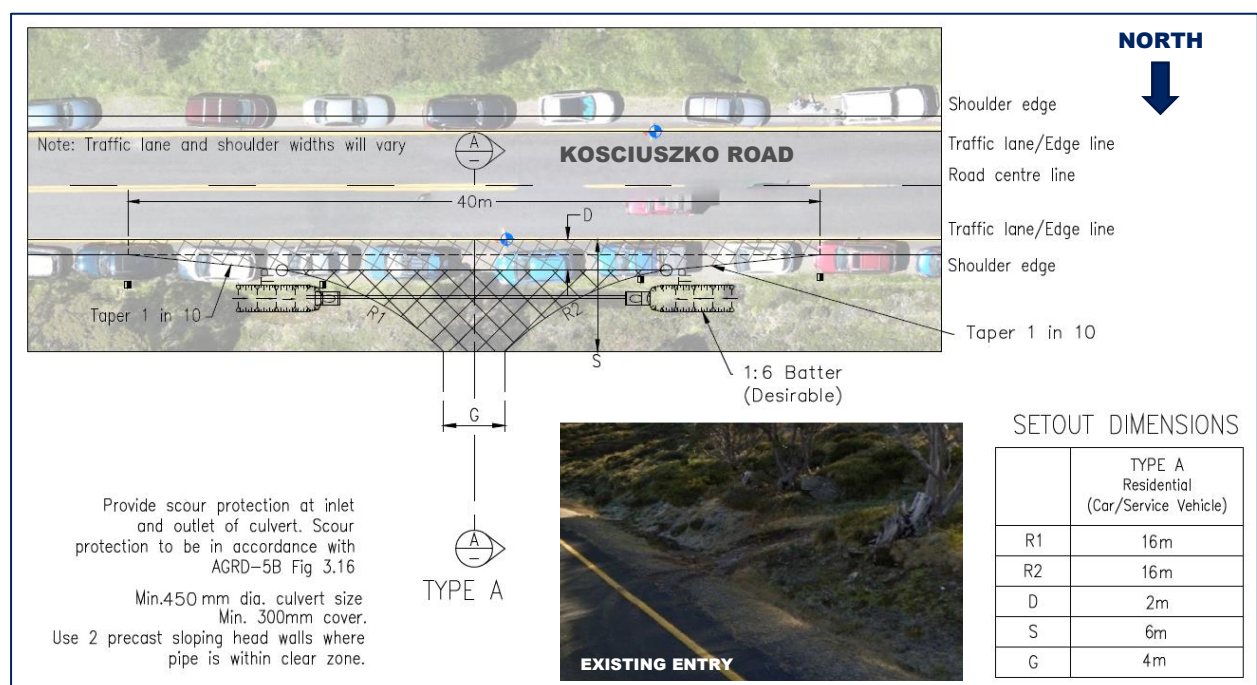 NORTH
Shoulder edge
Note: Traffic lane and shoulder widths will vary
A
KOSCIUSZKO ROAD
Traffic lane/Edge line
Road centre line
40m
D
Traffic lane/Edge line
Shoulder edge
Taper 1 in 10
R1
R2
S
Taper 1 in 10
1:6 Batter
(Desirable)
G
SETOUT DIMENSIONS
TYPE A
Residential
(Car/Service Vehicle)
R1 16m
R2 16m
D 2m
S 6m
G 4m
Provide scour protection at inlet
and outlet of culvert. Scour
protection to be in accordance with
AGRD-5B Fig 3.16
Min.450 mm dia. culvert size
Min. 300mm cover.
Use 2 precast sloping head walls where
pipe is within clear zone.
A
TYPE A
EXISTING ENTRY